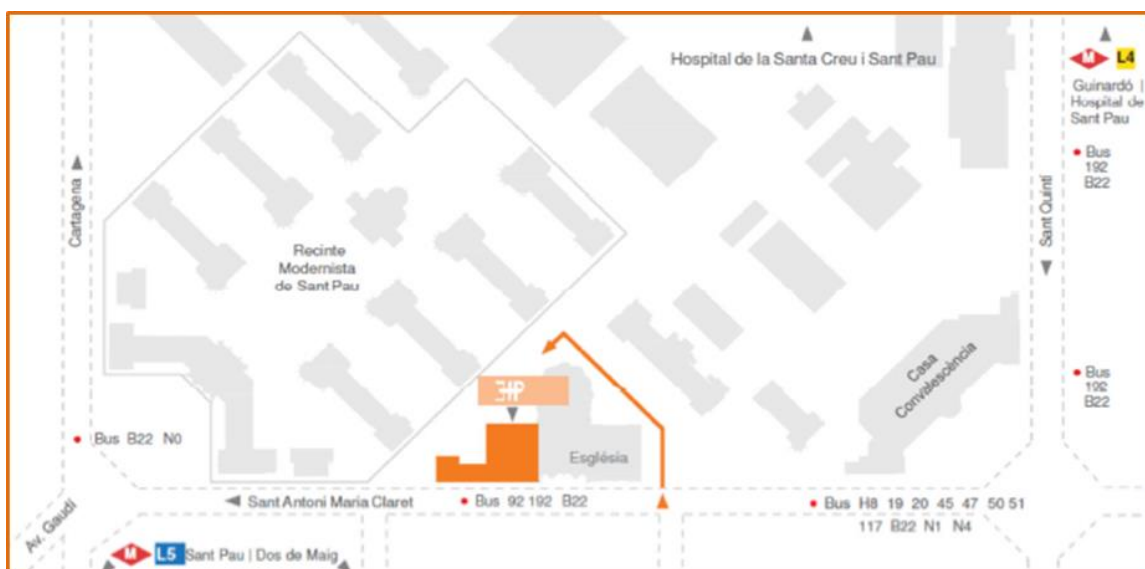 Hospital de la Santa Creu i Sant Pau
M L4
Guinardó |
Hospital de
Sant Pau
Bus
192
B22
Cartagena
Sant Quintí
Recinte
Modernista
de Sant Pau
Casa
Convalescència
Bus
192
B22
Bus B22 N0
Església
Sant Antoni Maria Claret
Bus 92 192 B22
Bus H8 19 20 45 47 50 51
117 B22 N1 N4
Av. Gaudí
M L5 Sant Pau | Dos de Maig